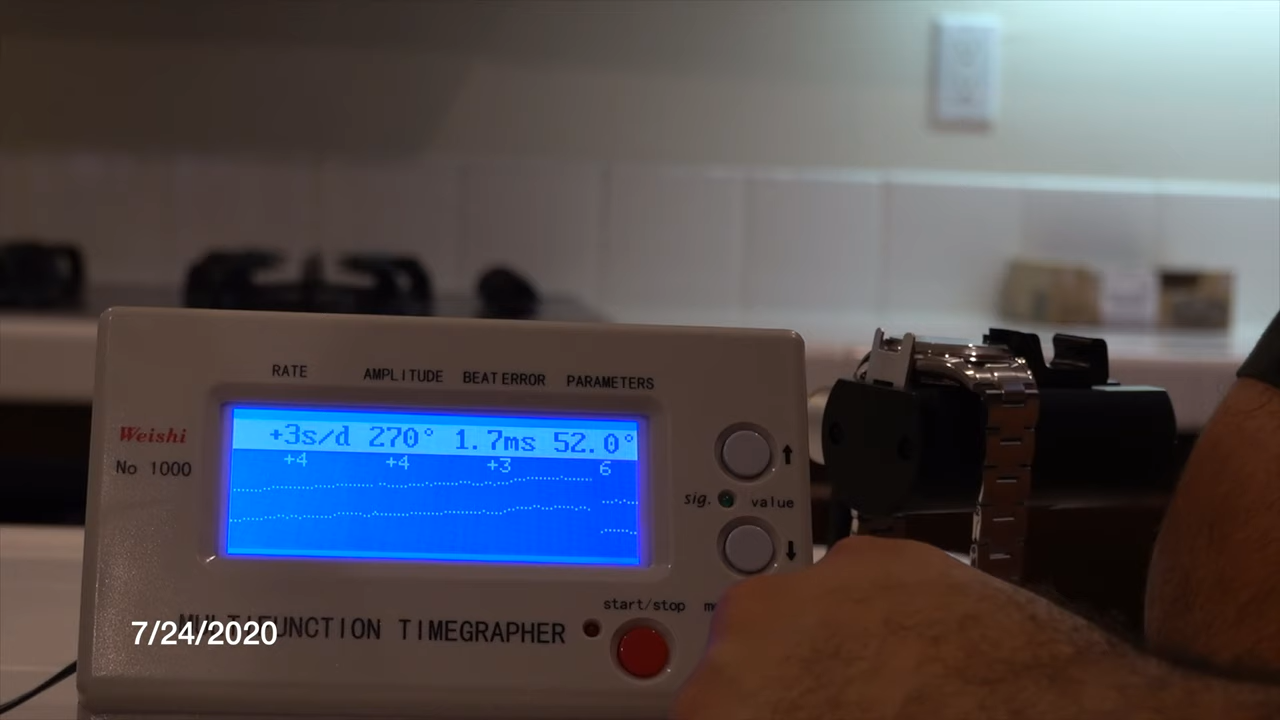 RATE AMPLITUDE BEAT ERROR PARAMETERS
+3s/d 270° 1.7ms 52.0°
+4 +4 +3 6
Weishi
No 1000
sig. value
start/stop
MULTIFUNCTION TIMEGRAPHER
7/24/2020